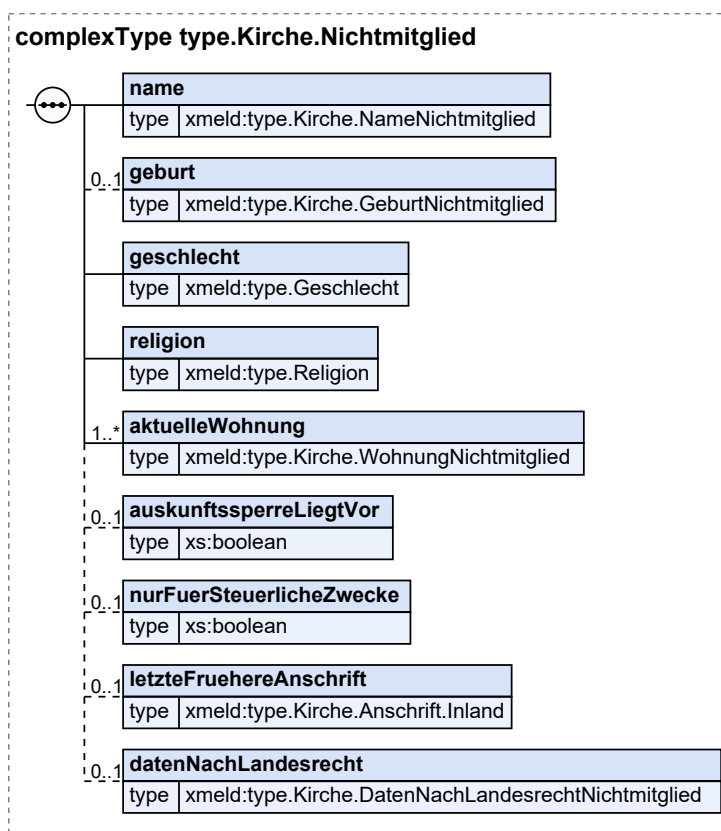 complexType type.Kirche.Nichtmitglied
name
type xmeld:type.Kirche.NameNichtmitglied
0..1 geburt
type xmeld:type.Kirche.GeburtNichtmitglied
geschlecht
type xmeld:type.Geschlecht
religion
type xmeld:type.Religion
1..* aktuelleWohnung
type xmeld:type.Kirche.WohnungNichtmitglied
0..1 auskunftssperreLiegtVor
type xs:boolean
0..1 nurFuerSteuerlicheZwecke
type xs:boolean
0..1 letzteFruehereAnschrift
type xmeld:type.Kirche.Anschrift.Inland
0..1 datenNachLandesrecht
type xmeld:type.Kirche.DatenNachLandesrechtNichtmitglied